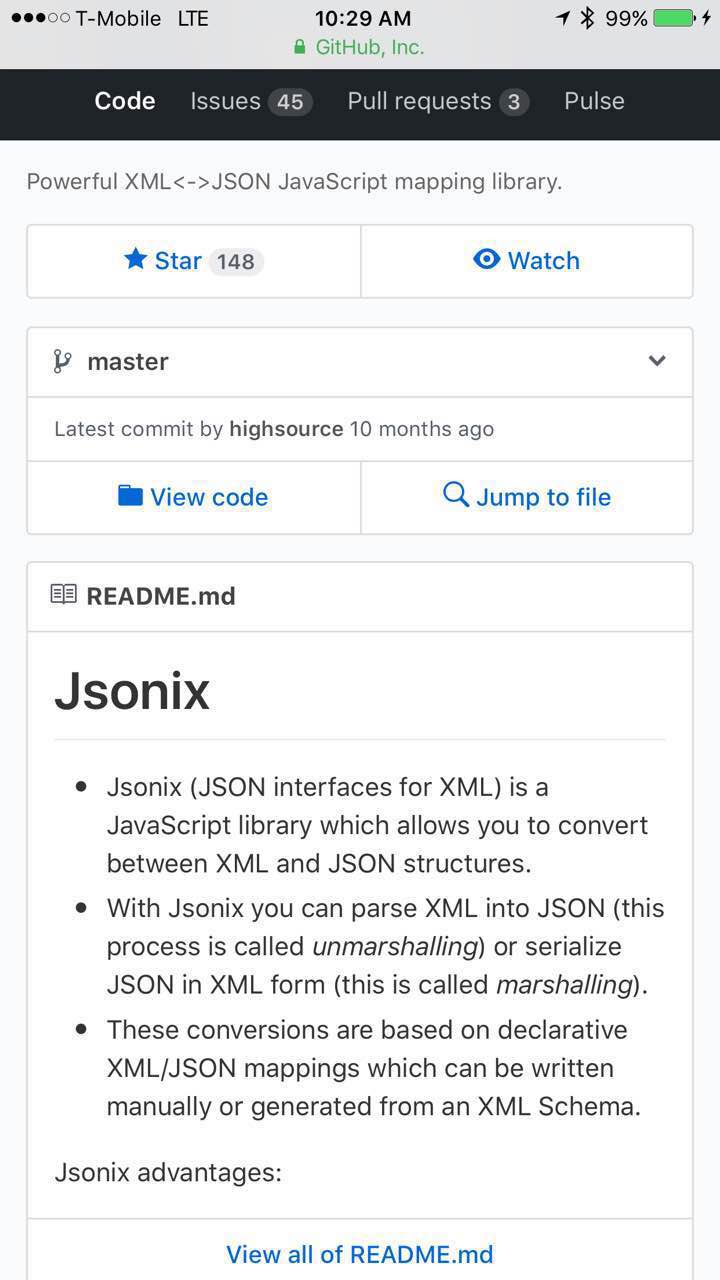 T-Mobile LTE 10:29 AM 99%
GitHub, Inc.
Code Issues 45 Pull requests 3 Pulse
Powerful XML<->JSON JavaScript mapping library.
Star 148 Watch
master
Latest commit by highsource 10 months ago
View code Jump to file
README.md
Jsonix
• Jsonix (JSON interfaces for XML) is a
JavaScript library which allows you to convert
between XML and JSON structures.
• With Jsonix you can parse XML into JSON (this
process is called unmarshalling) or serialize
JSON in XML form (this is called marshalling).
• These conversions are based on declarative
XML/JSON mappings which can be written
manually or generated from an XML Schema.
Jsonix advantages:
View all of README.md